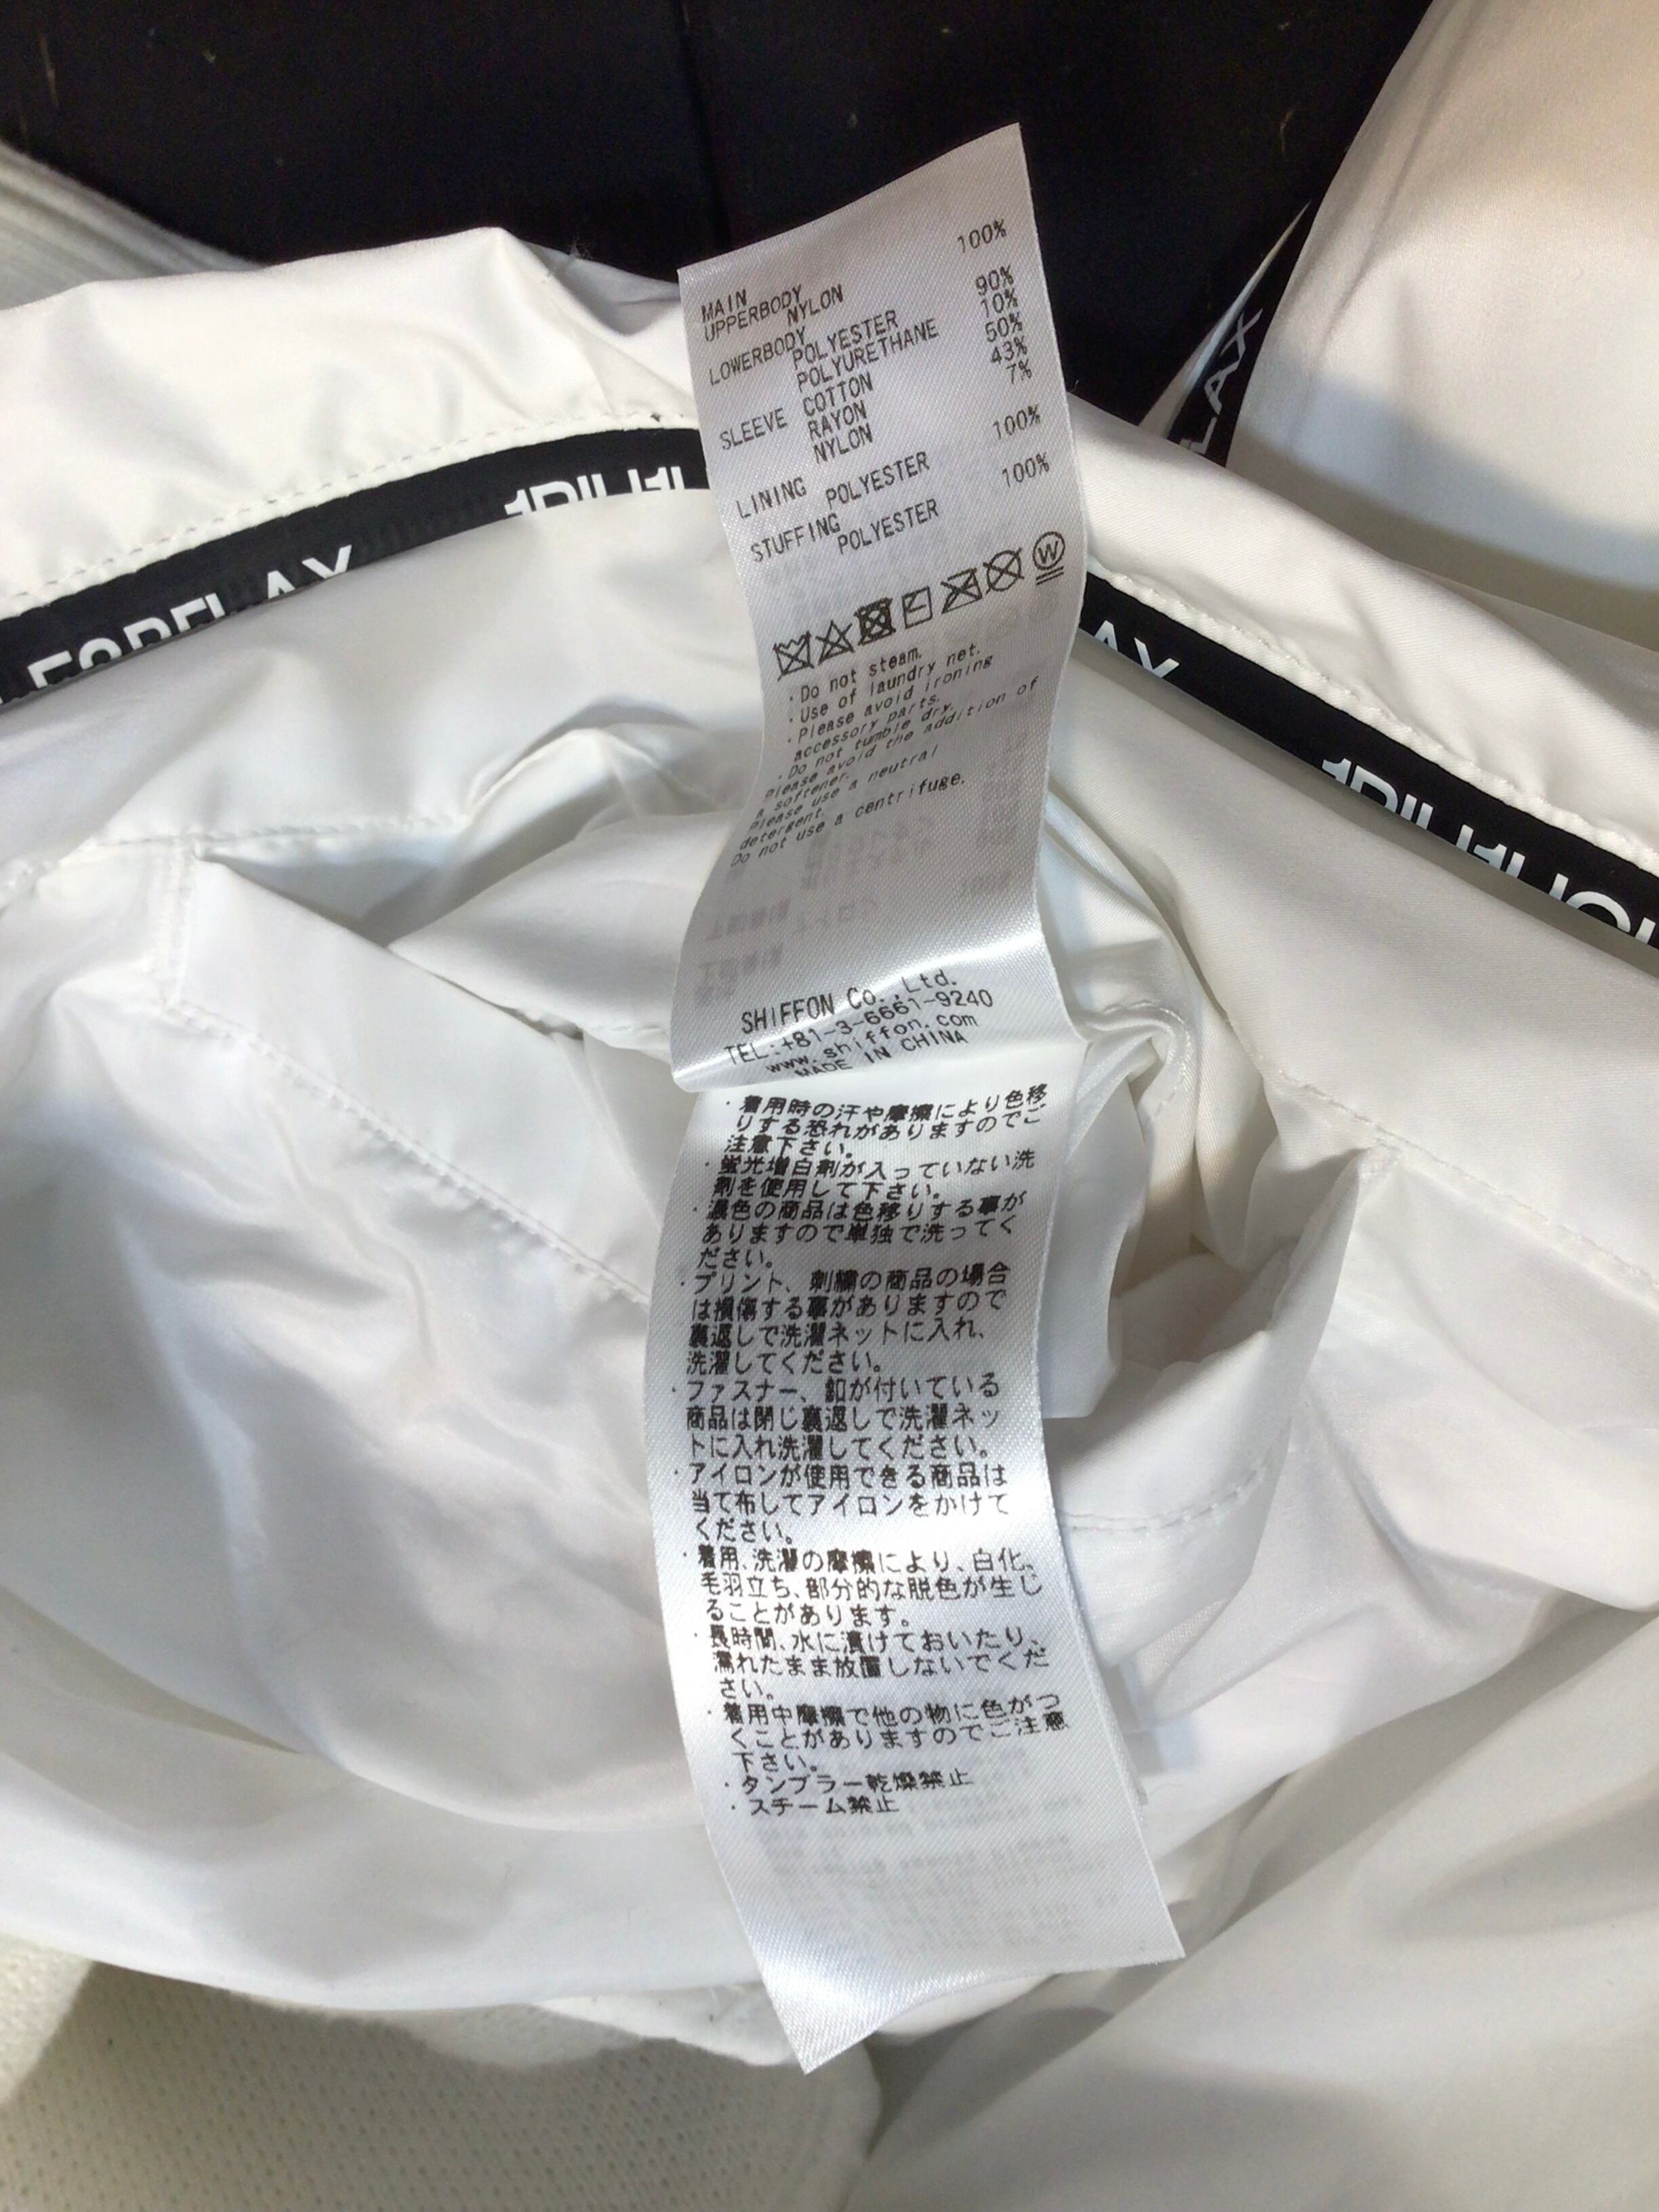 MAIN
UPPERBODY
NYLON 100%
LOWERBODY
POLYESTER 90%
POLYURETHANE 10%
SLEEVE COTTON 50%
RAYON 43%
NYLON 7%
LINING POLYESTER 100%
STUFFING
POLYESTER 100%
W
・Do not steam.
・Use of laundry net.
・Please avoid ironing
accessory parts.
・Do not tumble dry.
Please avoid the addition of
a softener.
Please use a neutral
detergent.
Do not use a centrifuge.
SHIFFON Co.,Ltd.
TEL:+81-3-6661-9240
www.shiffon.com
MADE IN CHINA
・着用時の汗や摩擦により色移
りする恐れがありますのでご
注意下さい。
・蛍光増白剤が入っていない洗
剤を使用して下さい。
・濃色の商品は色移りする事が
ありますので単独で洗ってく
ださい。
・プリント、刺繍の商品の場合
は損傷する事がありますので
裏返しで洗濯ネットに入れ、
洗濯してください。
・ファスナー、釦が付いている
商品は閉じ裏返しで洗濯ネッ
トに入れ洗濯してください。
・アイロンが使用できる商品は
当て布してアイロンをかけて
ください。
・着用、洗濯の摩擦により、白化、
毛羽立ち、部分的な脱色が生じ
ることがあります。
・長時間、水に漬けておいたり、
濡れたまま放置しないでくだ
さい。
・着用中摩擦で他の物に色がつ
くことがありますのでご注意
下さい。
・タンブラー乾燥禁止
・スチーム禁止